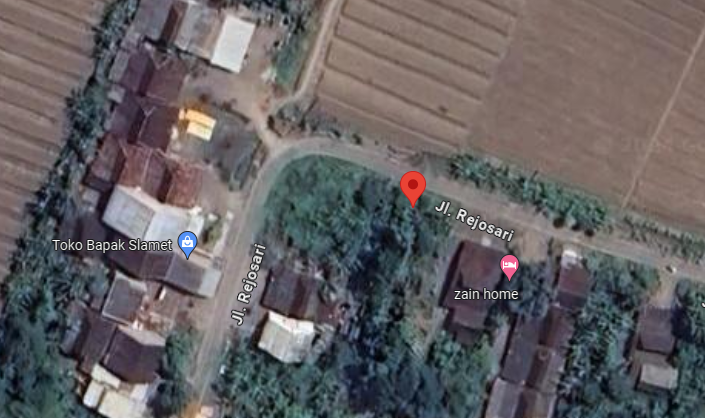 Jl. Rejosari
Toko Bapak Slamet
Jl. Rejosari
zain home